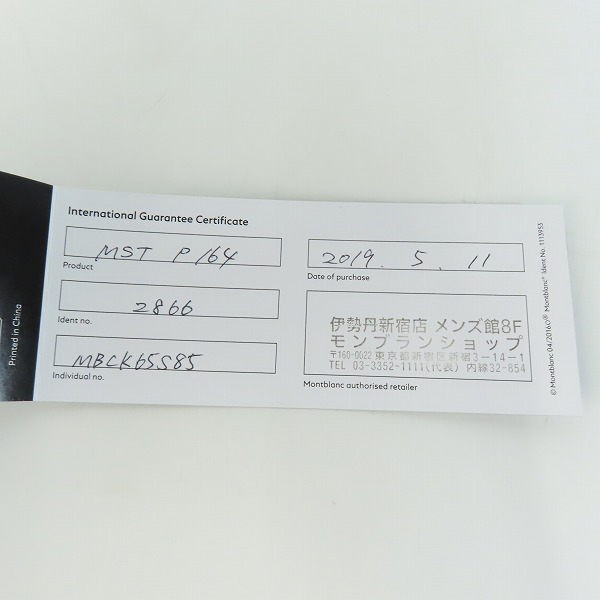 International Guarantee Certificate
MST P164
Product
2866
Ident no.
MBCK65S85
Individual no.
2019. 5. 11
Date of purchase
伊勢丹新宿店 メンズ館8F
モンブランショップ
〒160-0022 東京都新宿区新宿3-14-1
TEL 03-3352-1111(代表) 内線32-854
Montblanc authorised retailer
Printed in China
© Montblanc 04/2016 Montblanc® Ident No. 1113953